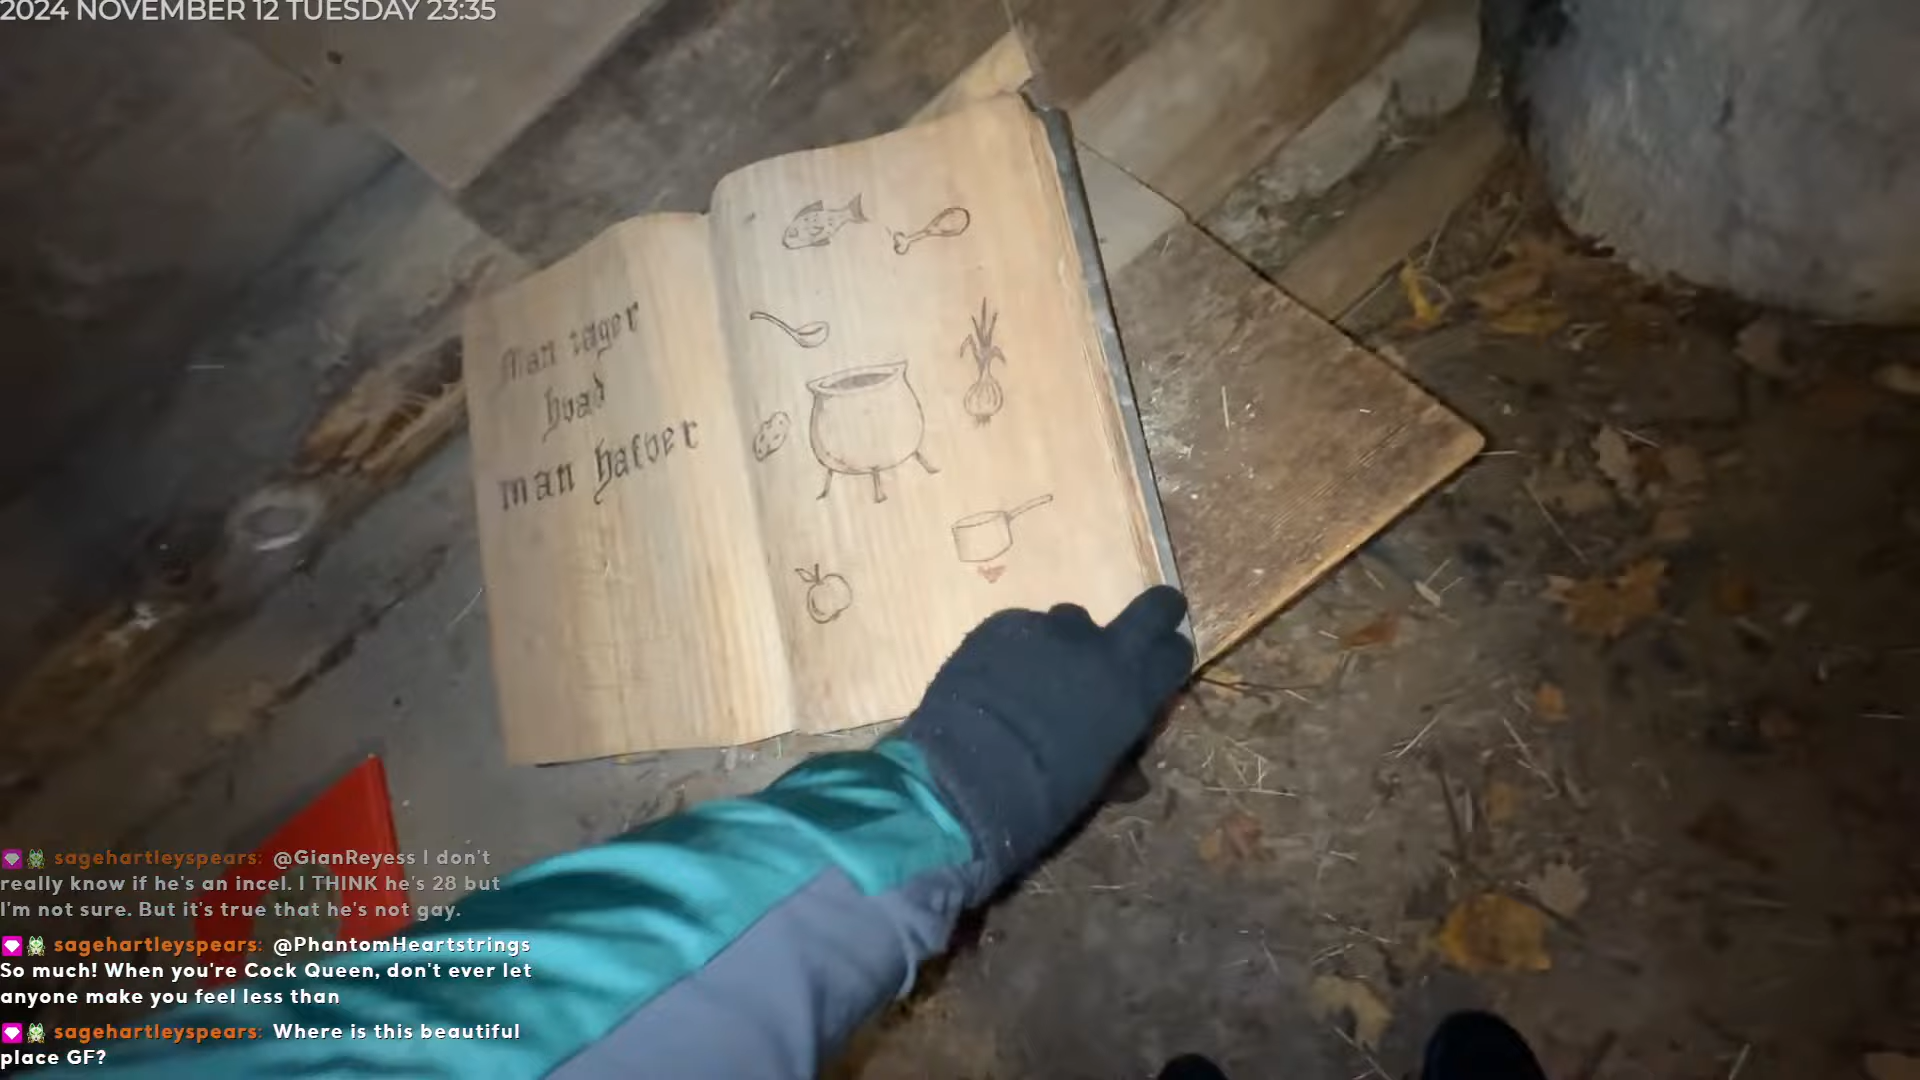 2024 NOVEMBER 12 TUESDAY 23:35
Man tager
hvad
man hafver
sagehartleyspears: @GianReyess I don't
really know if he's an incel. I THINK he's 28 but
I'm not sure. But it's true that he's not gay.
sagehartleyspears: @PhantomHeartstrings
So much! When you're Cock Queen, don't ever let
anyone make you feel less than
sagehartleyspears: Where is this beautiful
place GF?